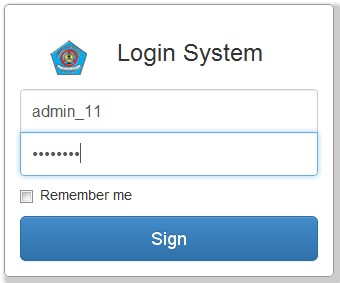 Login System
admin_11
••••••••
Remember me
Sign